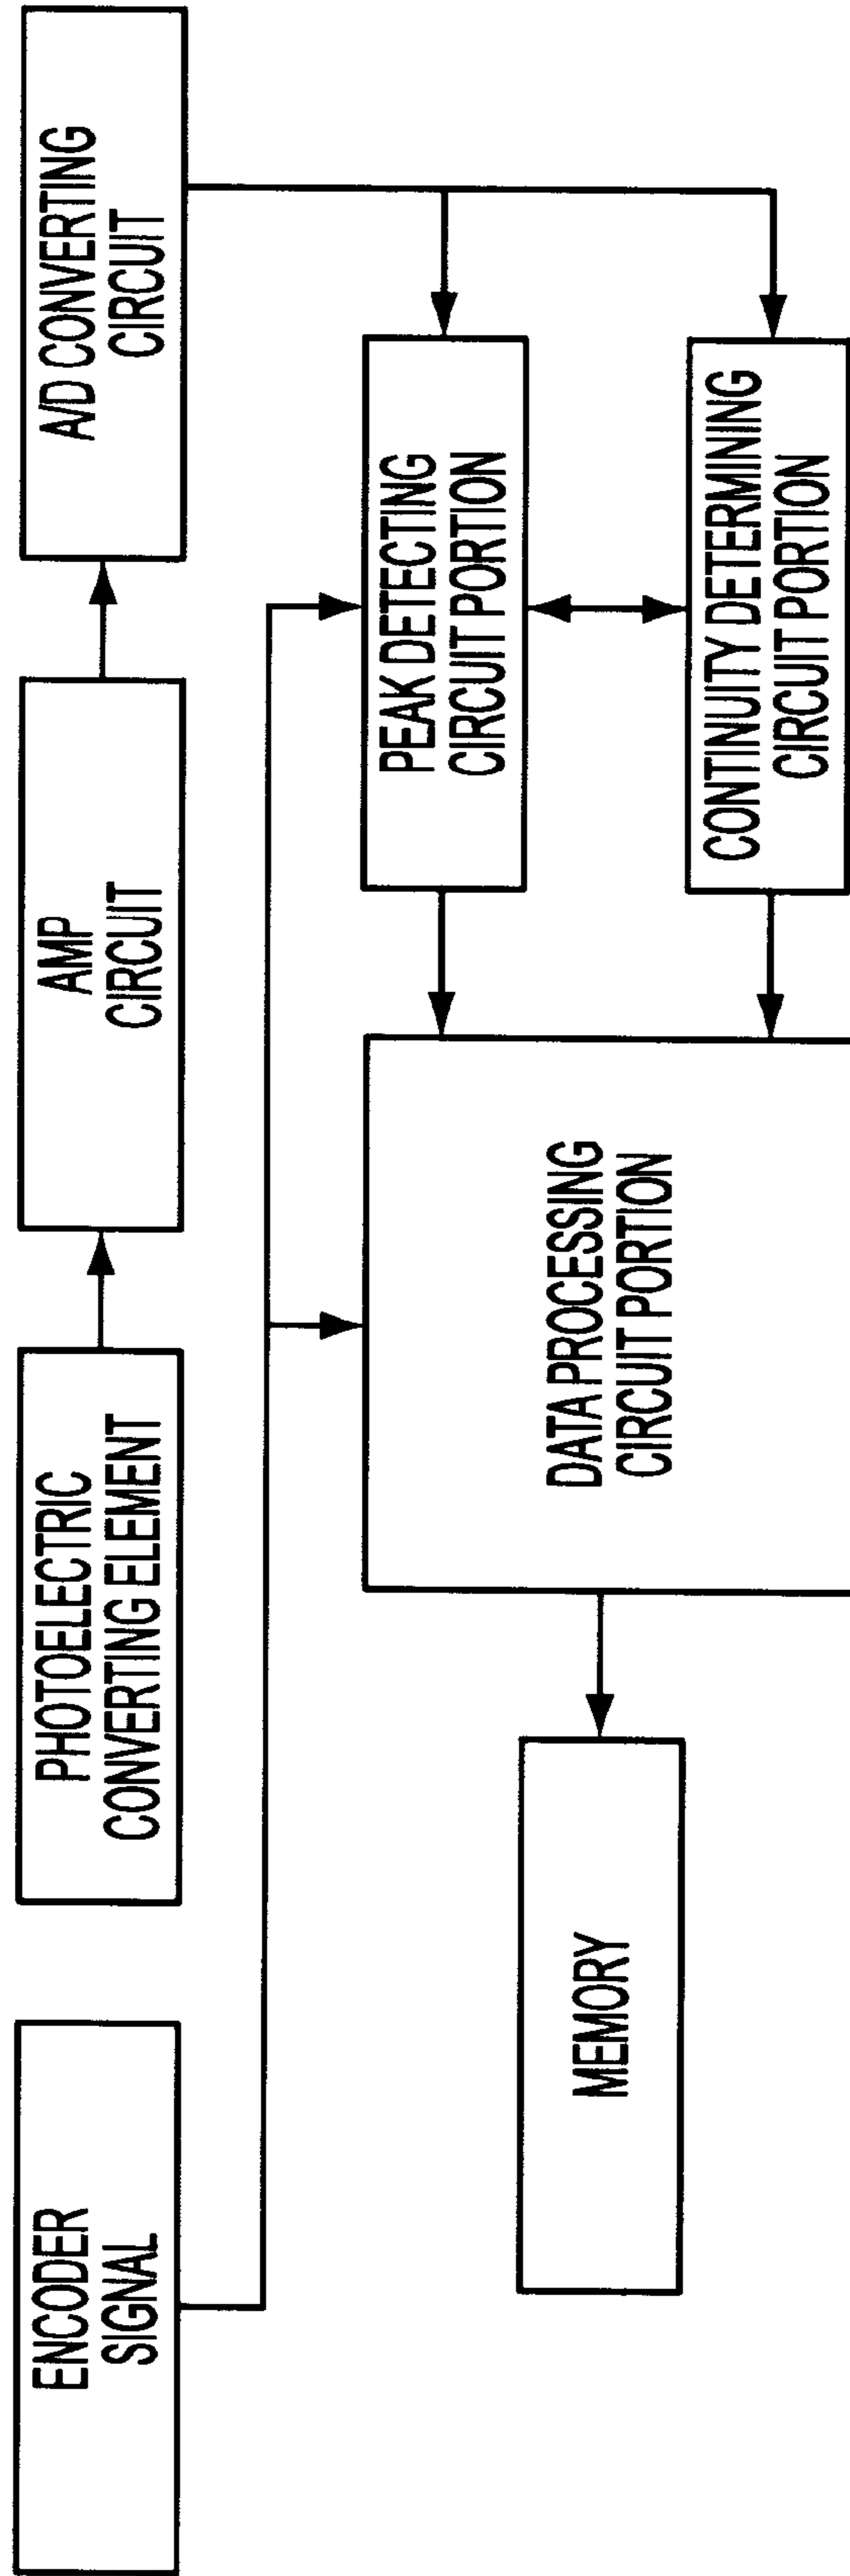 ENCODER
SIGNAL
PHOTOELECTRIC
CONVERTING ELEMENT
AMP
CIRCUIT
A/D CONVERTING
CIRCUIT
MEMORY
DATA PROCESSING
CIRCUIT PORTION
PEAK DETECTING
CIRCUIT PORTION
CONTINUITY DETERMINING
CIRCUIT PORTION